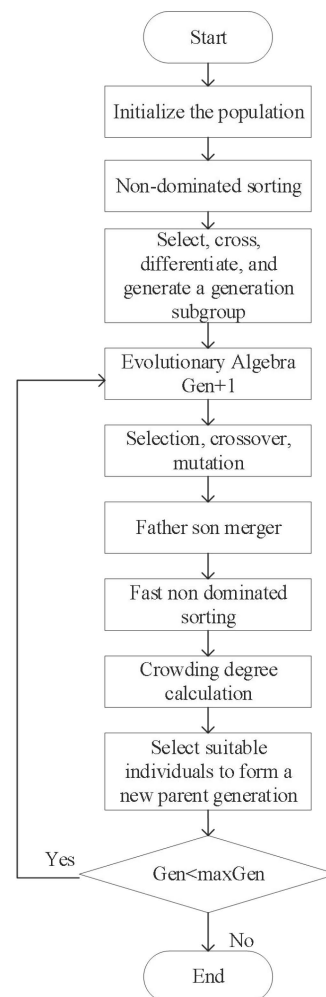 Start
Initialize the population
Non-dominated sorting
Select, cross,
differentiate, and
generate a generation
subgroup
Evolutionary Algebra
Gen+1
Selection, crossover,
mutation
Father son merger
Fast non dominated
sorting
Crowding degree
calculation
Select suitable
individuals to form a
new parent generation
Yes
Gen<maxGen
No
End